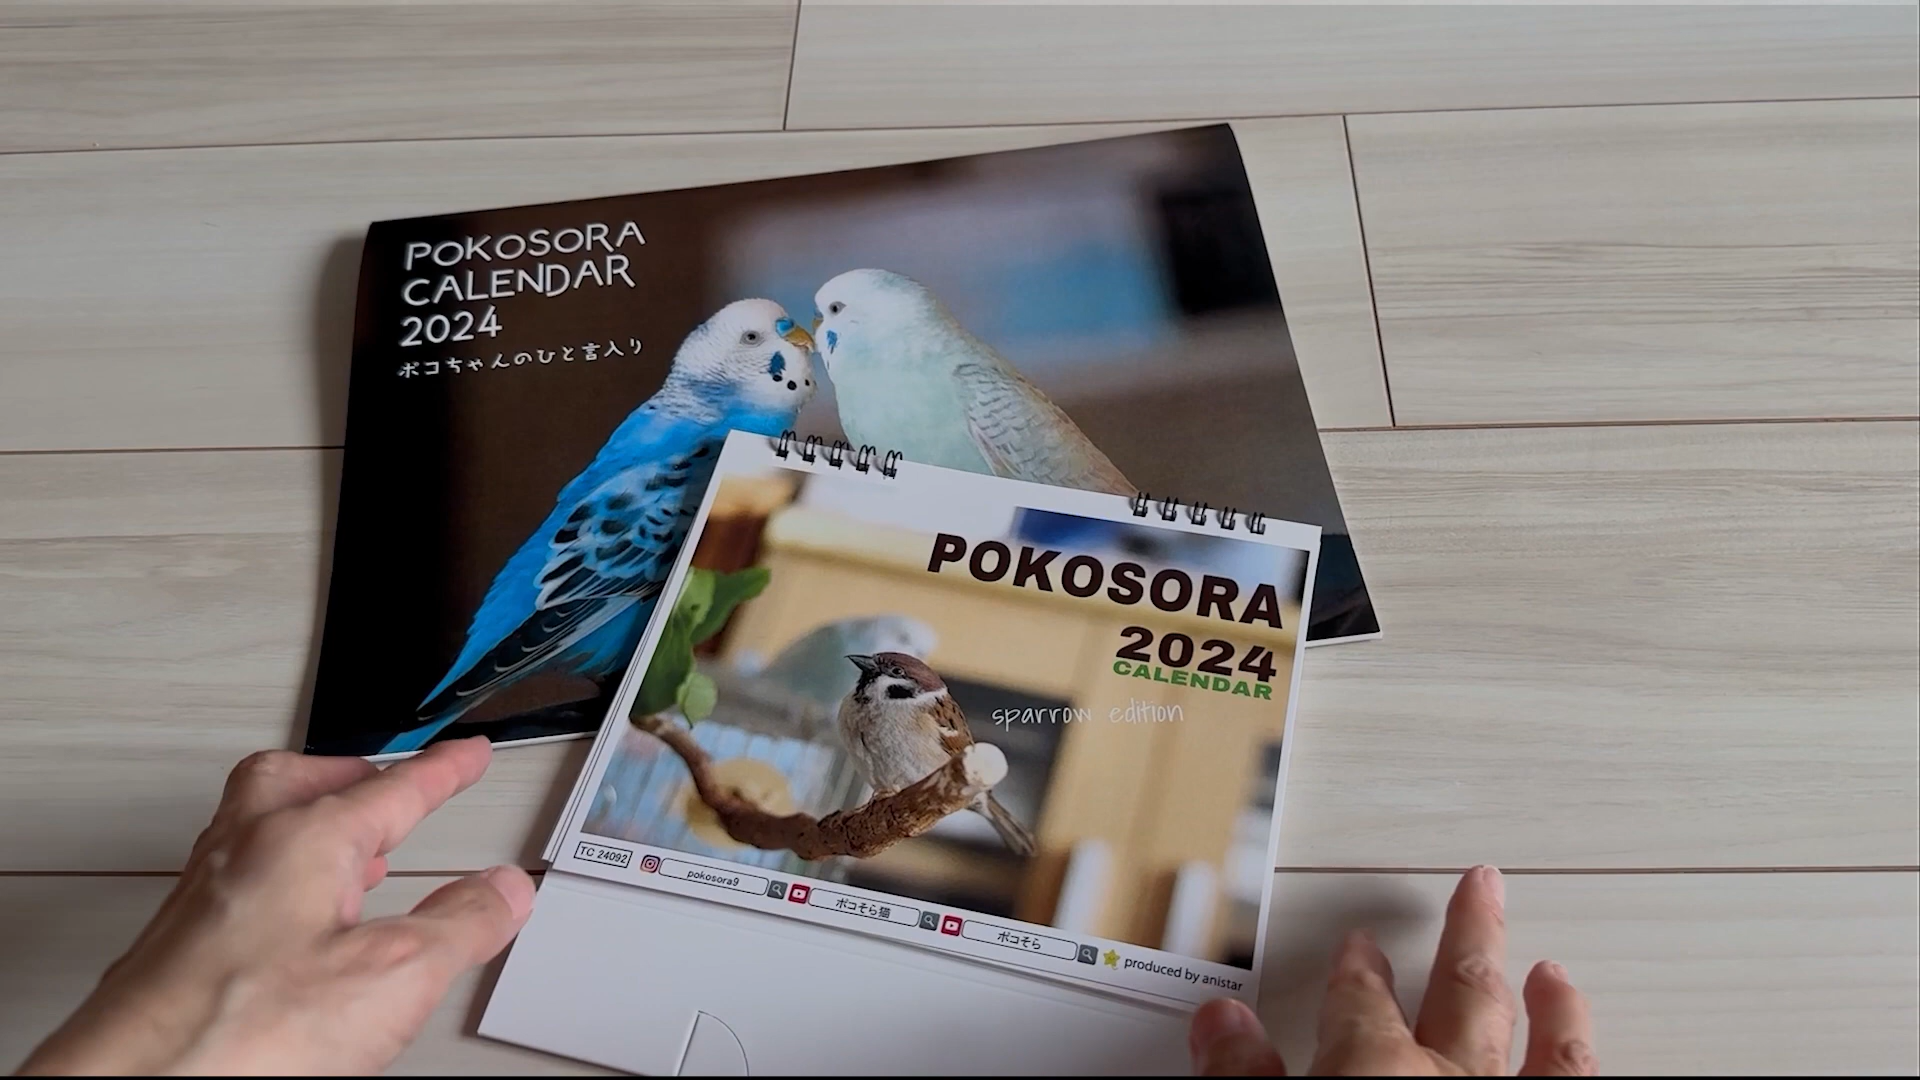 POKOSORA
CALENDAR
2024
ポコちゃんのひと言入り
POKOSORA
2024
CALENDAR
sparrow edition
TC 24092 pokosora9 ポコそら猫 ポコそら produced by anistar